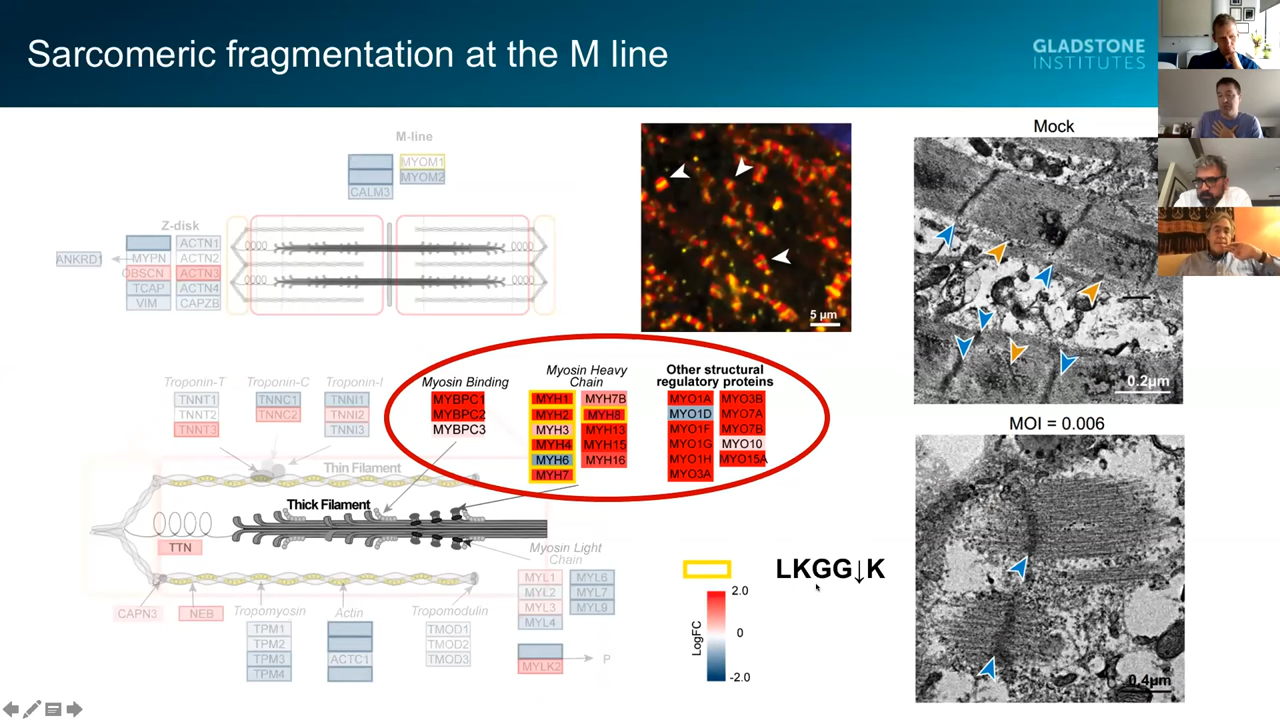 Sarcomeric fragmentation at the M line
GLADSTONE
INSTITUTES
M-line
MYOM1
MYOM2
CALM3
Z-disk
ACTN1
MYPN
ACTN2
ANKRD1
OBSCN
ACTN3
TCAP
ACTN4
VIM
CAPZB
5 µm
Mock
0.2µm
Troponin-T
TNNT1
TNNT2
TNNT3
Troponin-C
TNNC1
TNNC2
Troponin-I
TNNI1
TNNI2
TNNI3
Myosin Binding
MYBPC1
MYBPC2
MYBPC3
Myosin Heavy
Chain
MYH1
MYH7B
MYH2
MYH8
MYH3
MYH13
MYH4
MYH15
MYH6
MYH16
MYH7
Other structural
regulatory proteins
MYO1A
MYO3B
MYO1D
MYO7A
MYO1F
MYO7B
MYO1G
MYO10
MYO1H
MYO15A
MYO3A
MOI = 0.006
0.4µm
Thin Filament
Thick Filament
TTN
CAPN3
NEB
Tropomyosin
TPM1
TPM2
TPM3
TPM4
Actin
ACTC1
Tropomodulin
TMOD1
TMOD2
TMOD3
Myosin Light
Chain
MYL1
MYL6
MYL2
MYL7
MYL3
MYL9
MYL4
MYLK2
P
LKGG↓K
LogFC
2.0
0
-2.0